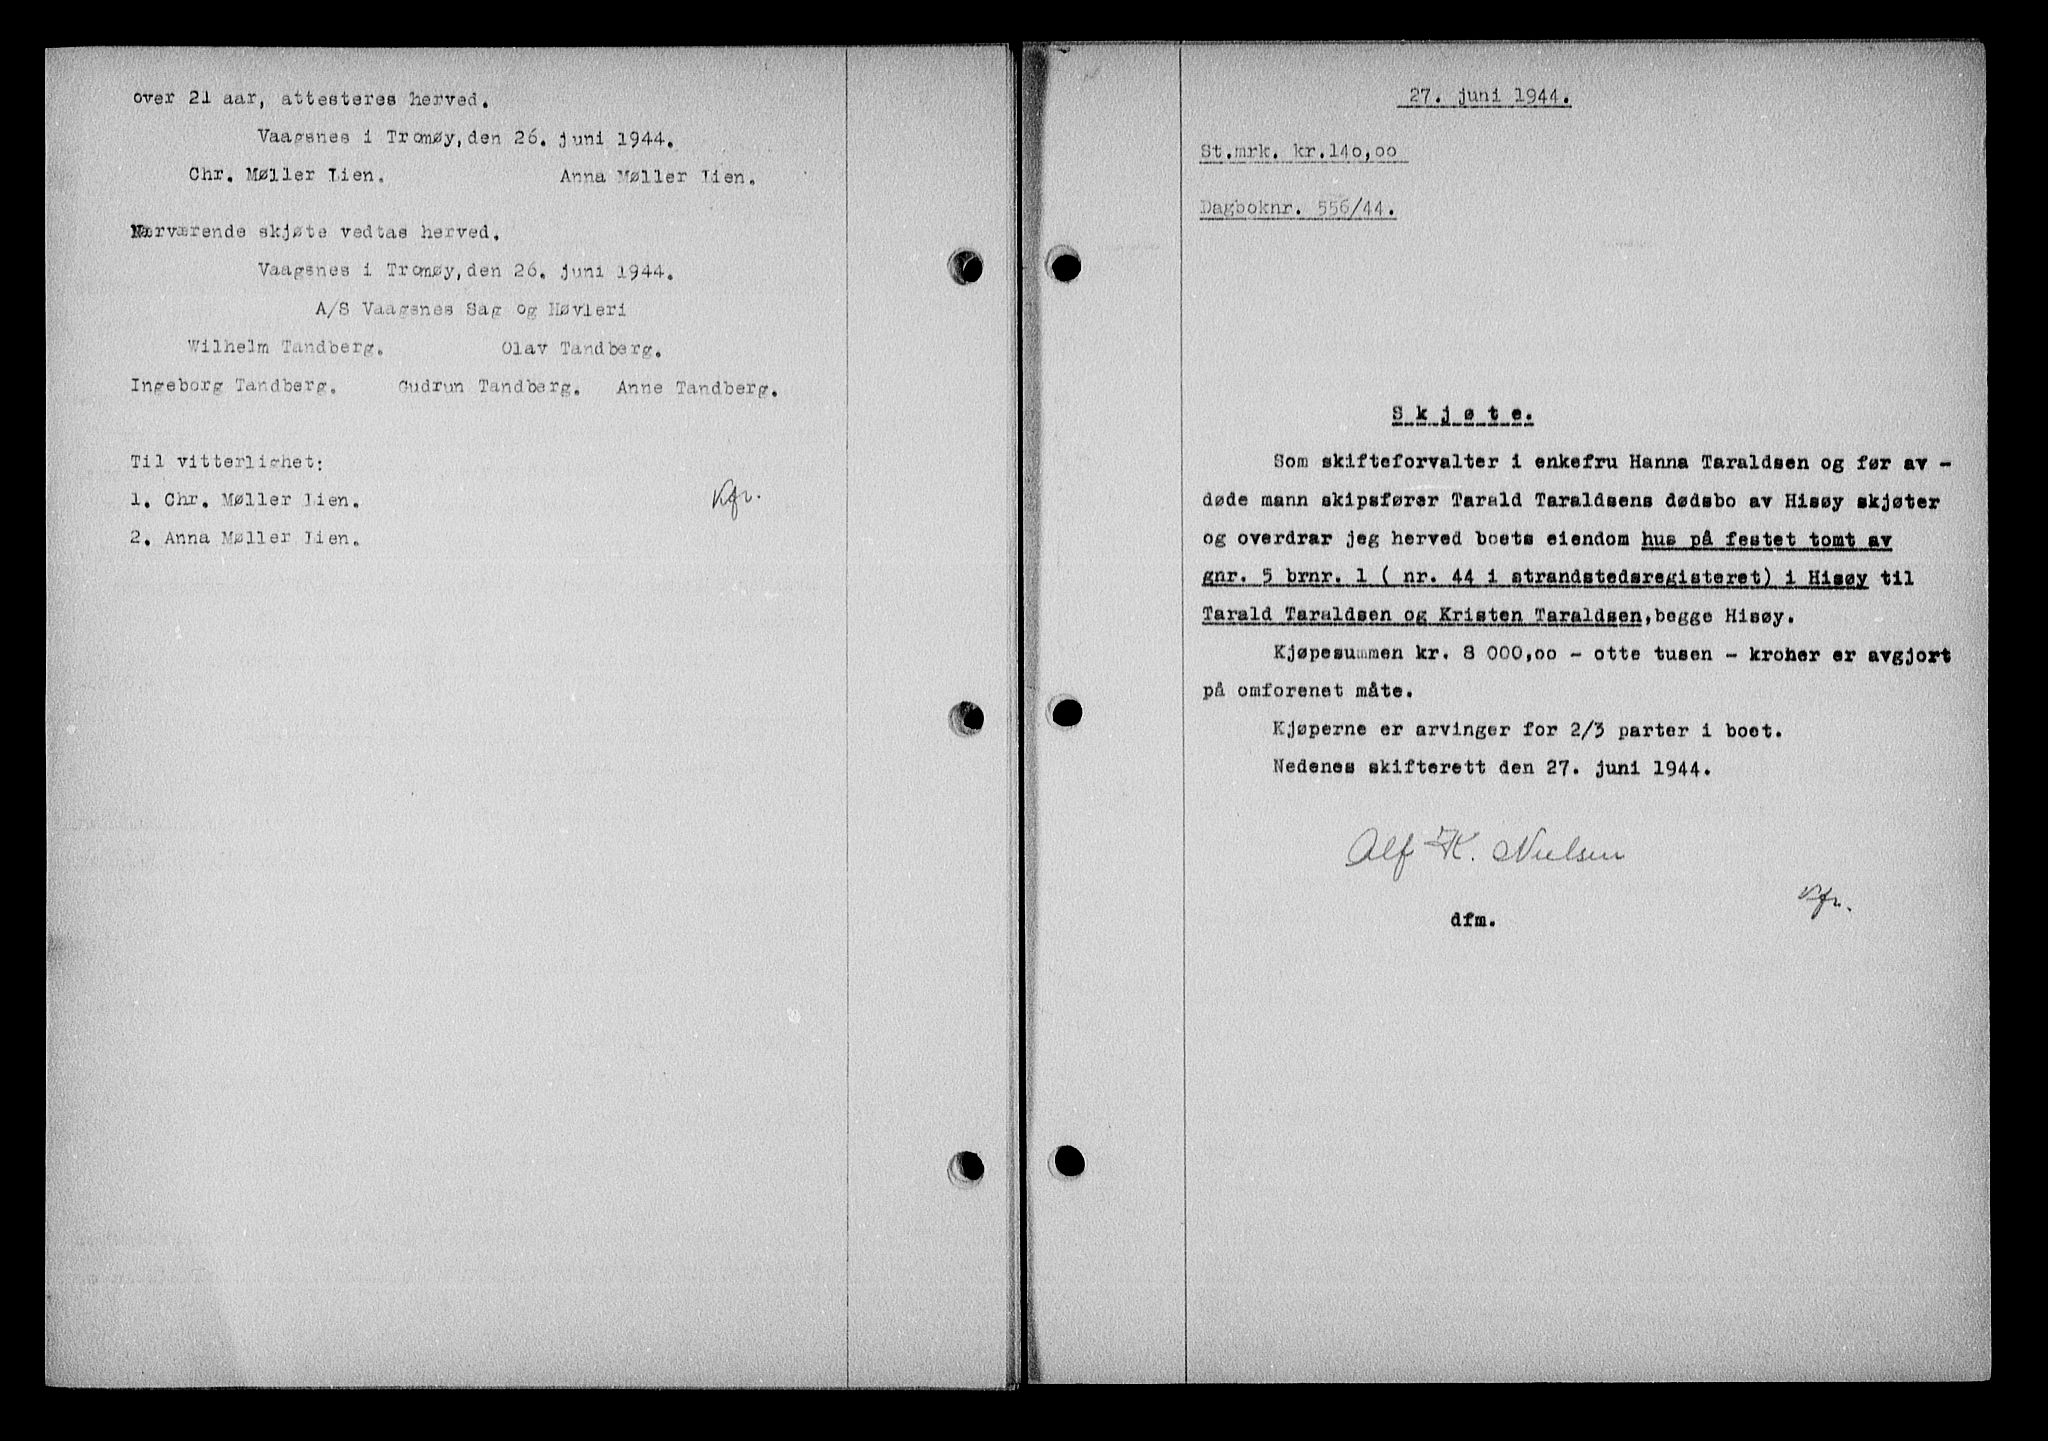 over 21 aar, attesteres herved.
Vaagsnes i Tromøy, den 26. juni 1944.
Chr. Møller Lien. Anna Møller Lien.
Nærværende skjøte vedtas herved.
Vaagsnes i Tromøy, den 26. juni 1944.
A/S Vaagsnes Sag og Høvleri
Wilhelm Tandberg. Olav Tandberg.
Ingeborg Tandberg. Gudrun Tandberg. Anne Tandberg.
Til vitterlighet:
1. Chr. Møller Lien.
Kfr.
2. Anna Møller Lien.
27. juni 1944.
St.mrk. kr.140,00
Dagboknr. 556/44.
S k j ø t e.
Som skifteforvalter i enkefru Hanna Taraldsen og før av -
døde mann skipsfører Tarald Taraldsens dødsbo av Hisøy skjøter
og overdrar jeg herved boets eiendom hus på festet tomt av
gnr. 5 brnr. 1 ( nr. 44 i strandstedsregisteret) i Hisøy til
Tarald Taraldsen og Kristen Taraldsen, begge Hisøy.
Kjøpesummen kr. 8 000,00 - otte tusen - kroner er avgjort
på omforenet måte.
Kjøperne er arvinger for 2/3 parter i boet.
Nedenes skifterett den 27. juni 1944.
Alf K. Nielsen
Kfr.
dfm.